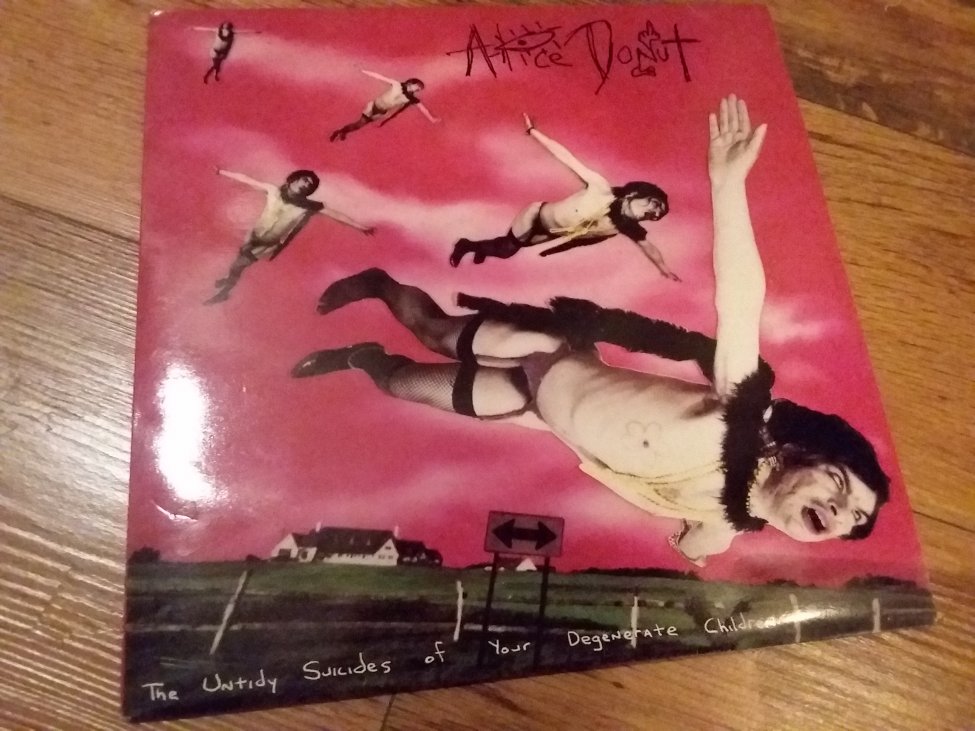 Alice Donut
The Untidy Suicides of Your Degenerate Children